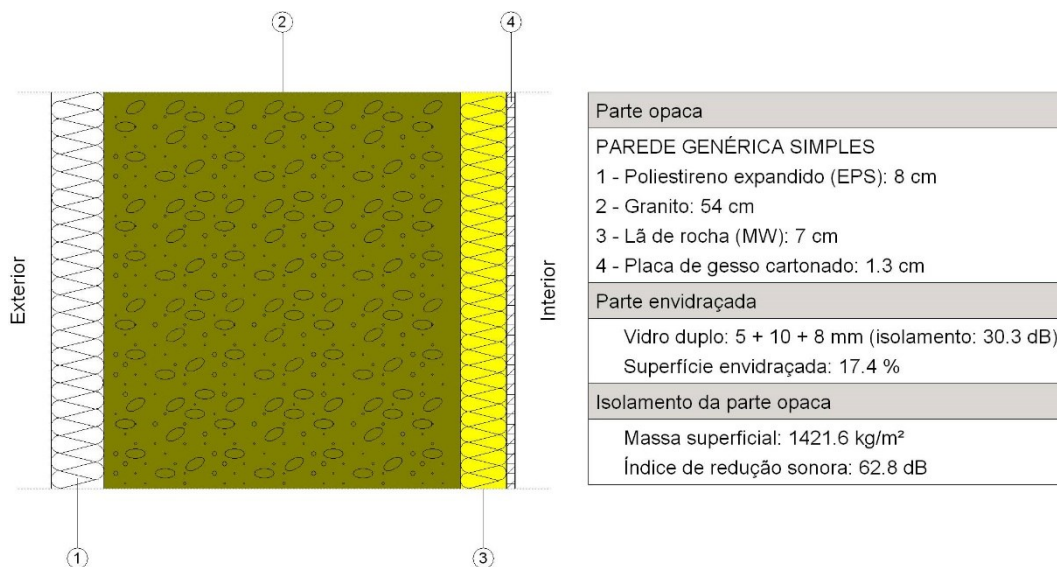 2
4
Exterior
Interior
1
3
Parte opaca
PAREDE GENÉRICA SIMPLES
1 - Poliestireno expandido (EPS): 8 cm
2 - Granito: 54 cm
3 - Lã de rocha (MW): 7 cm
4 - Placa de gesso cartonado: 1.3 cm
Parte envidraçada
Vidro duplo: 5 + 10 + 8 mm (isolamento: 30.3 dB)
Superfície envidraçada: 17.4 %
Isolamento da parte opaca
Massa superficial: 1421.6 kg/m²
Índice de redução sonora: 62.8 dB